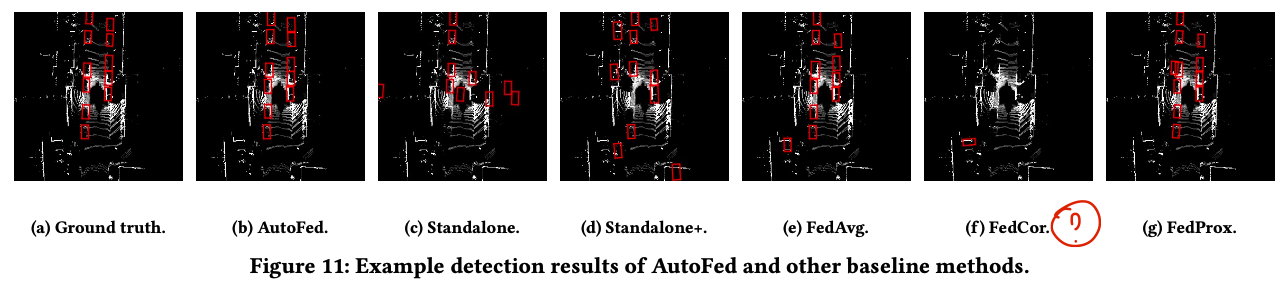 (a) Ground truth. (b) AutoFed. (c) Standalone. (d) Standalone+. (e) FedAvg. (f) FedCor. ? (g) FedProx.
Figure 11: Example detection results of AutoFed and other baseline methods.